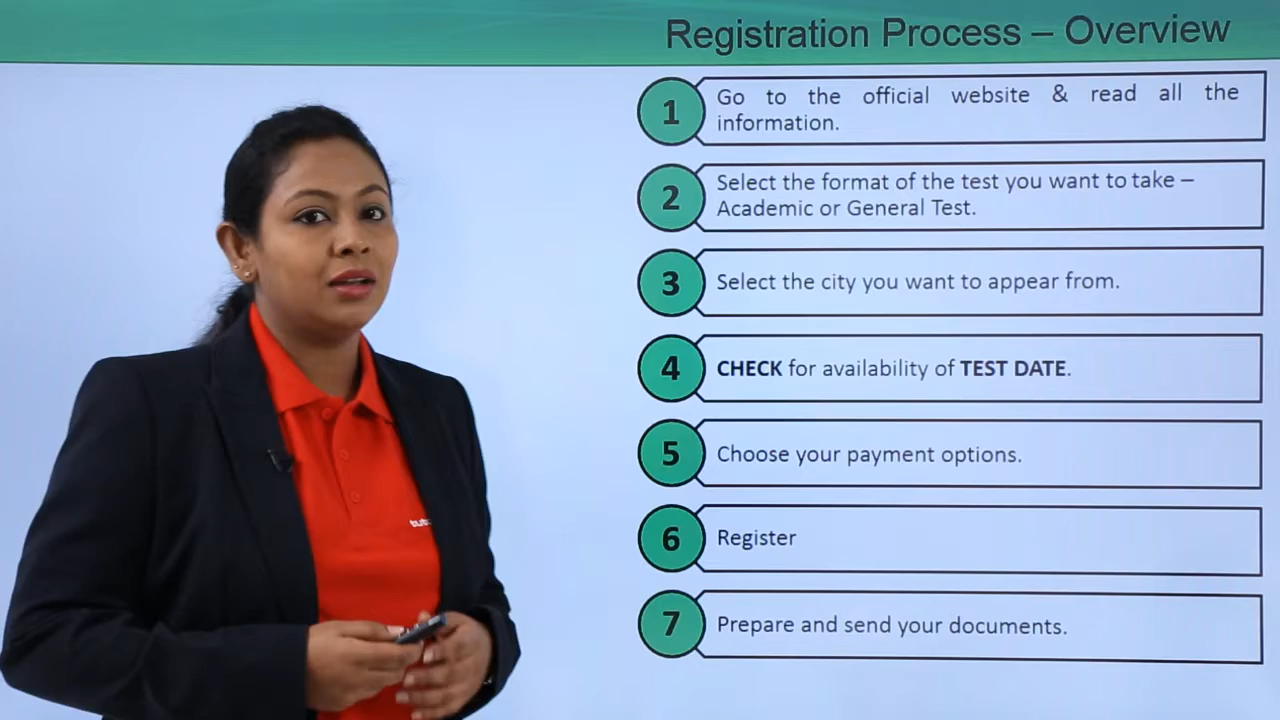 Registration Process – Overview
1
Go to the official website & read all the
information.
2
Select the format of the test you want to take –
Academic or General Test.
3
Select the city you want to appear from.
4
CHECK for availability of TEST DATE.
5
Choose your payment options.
6
Register
7
Prepare and send your documents.